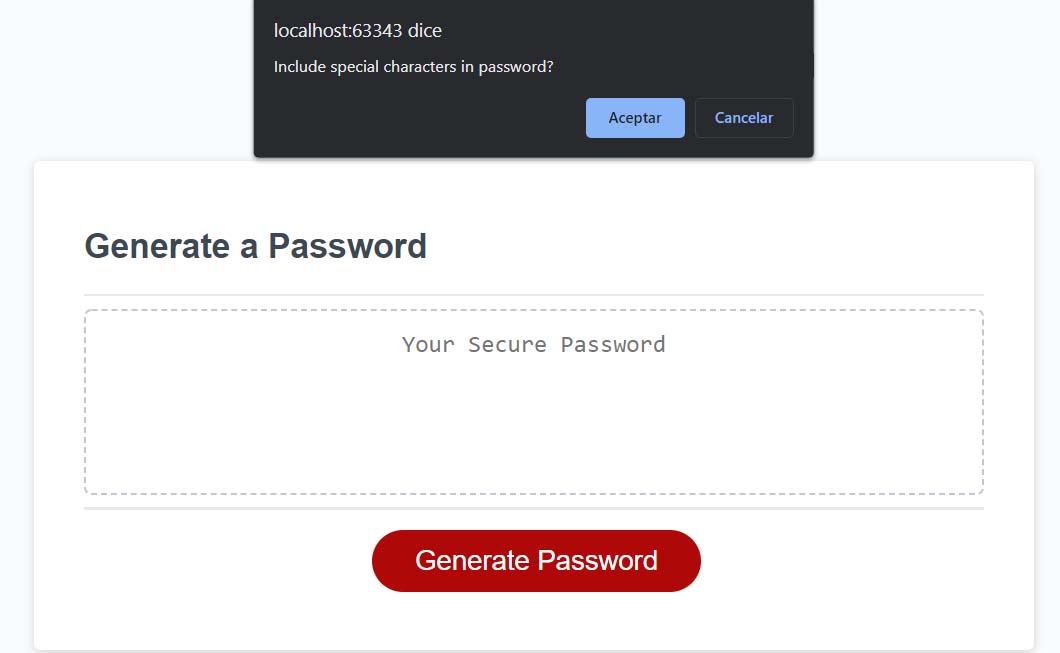 localhost:63343 dice
Include special characters in password?
Aceptar Cancelar
Generate a Password
Your Secure Password
Generate Password